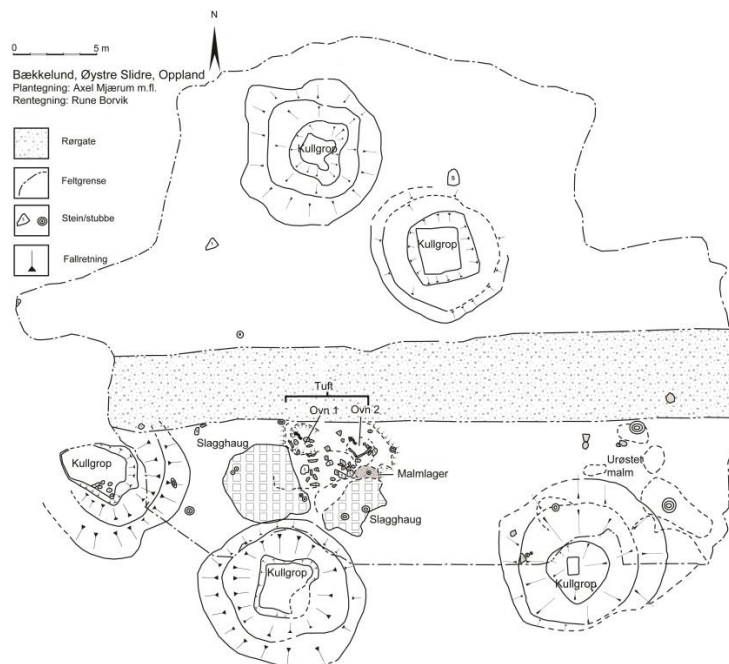 N
0 5 m
Bækkelund, Øystre Slidre, Oppland
Plantegning: Axel Mjærum m.fl.
Rentegning: Rune Borvik
Rørgate
Feltgrense
Stein/stubbe
Fallretning
Kullgrop
Kullgrop
Tuft
Ovn 1 Ovn 2
Slagghaug
Kullgrop
Urøstet
malm
Malmlager
Slagghaug
Kullgrop
Kullgrop